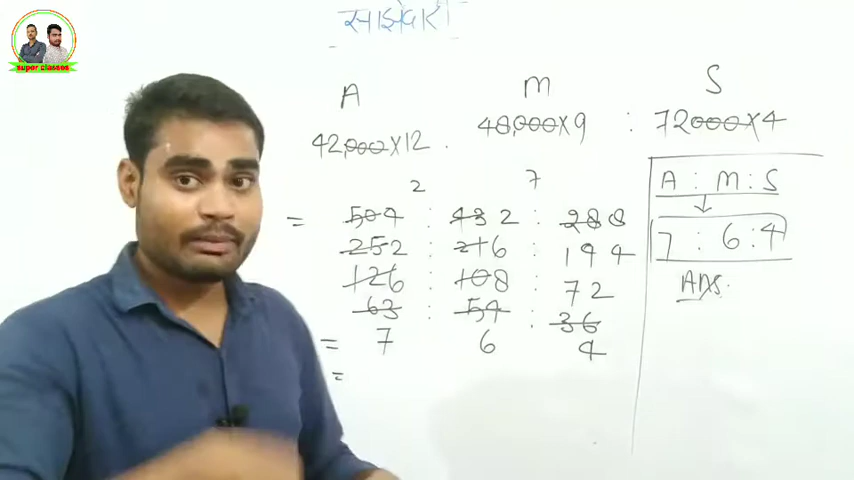 साझेदारी
super classes
A M S
42,000X12 : 48,000X9 : 72000X4
2 7
= 504 : 432 : 288
252 : 216 : 194
126 : 108 : 72
63 : 54 : 36
= 7 6 4
=
A : M : S
7 : 6 : 4
Ans.